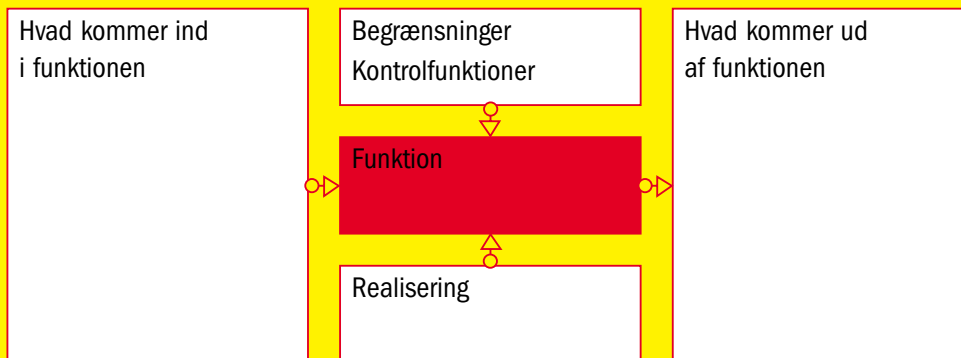 Hvad kommer ind
i funktionen
Begrænsninger
Kontrolfunktioner
Funktion
Realisering
Hvad kommer ud
af funktionen